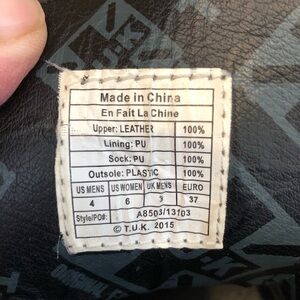 T.U.K
Made in China
En Fait La Chine
Upper: LEATHER 100%
Lining: PU 100%
Sock: PU 100%
Outsole: PLASTIC 100%
US MENS US WOMEN UK MENS EURO
4 6 3 37
Style/PO#: A8503/13103
© T.U.K. 2015
ORIGINAL